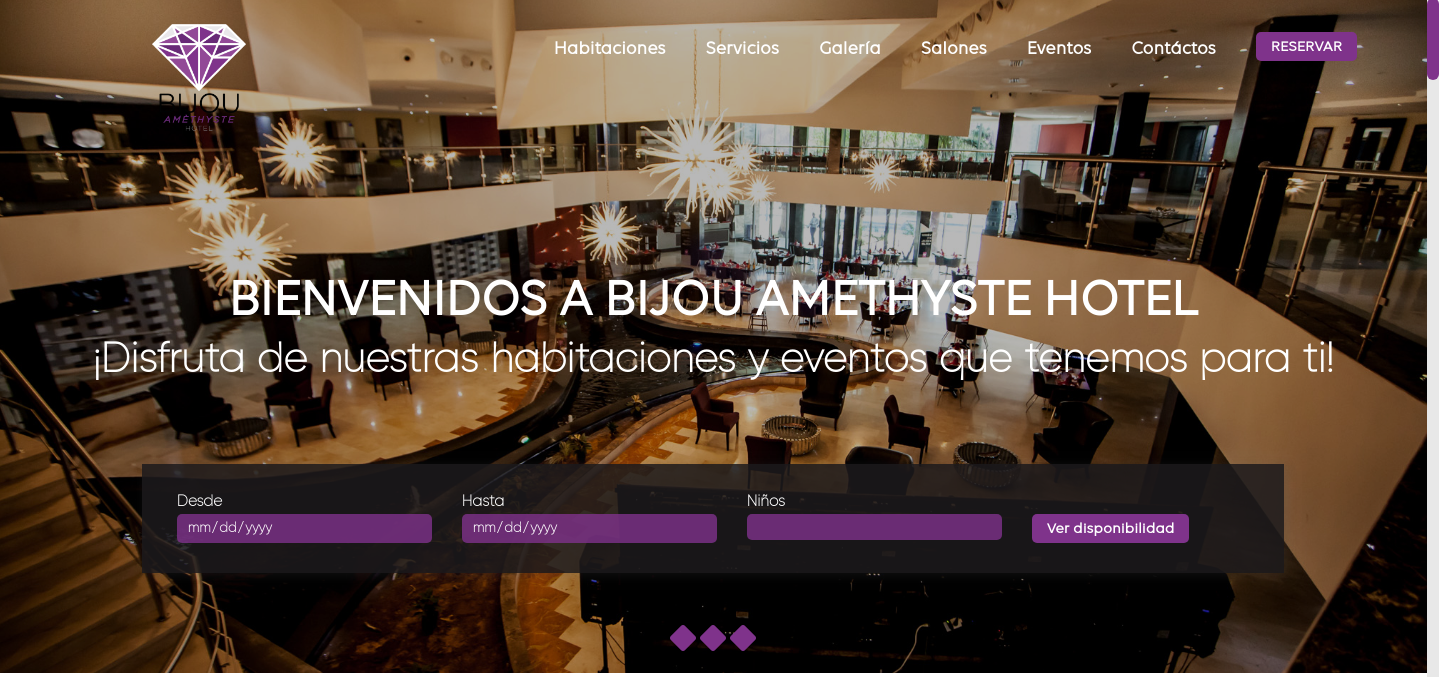 BIJOU
AMÉTHYSTE
HOTEL
Habitaciones
Servicios
Galería
Salones
Eventos
Contáctos
RESERVAR
BIENVENIDOS A BIJOU AMETHYSTE HOTEL
¡Disfruta de nuestras habitaciones y eventos que tenemos para ti!
Desde
Hasta
Niños
mm/dd/yyyy
mm/dd/yyyy
Ver disponibilidad